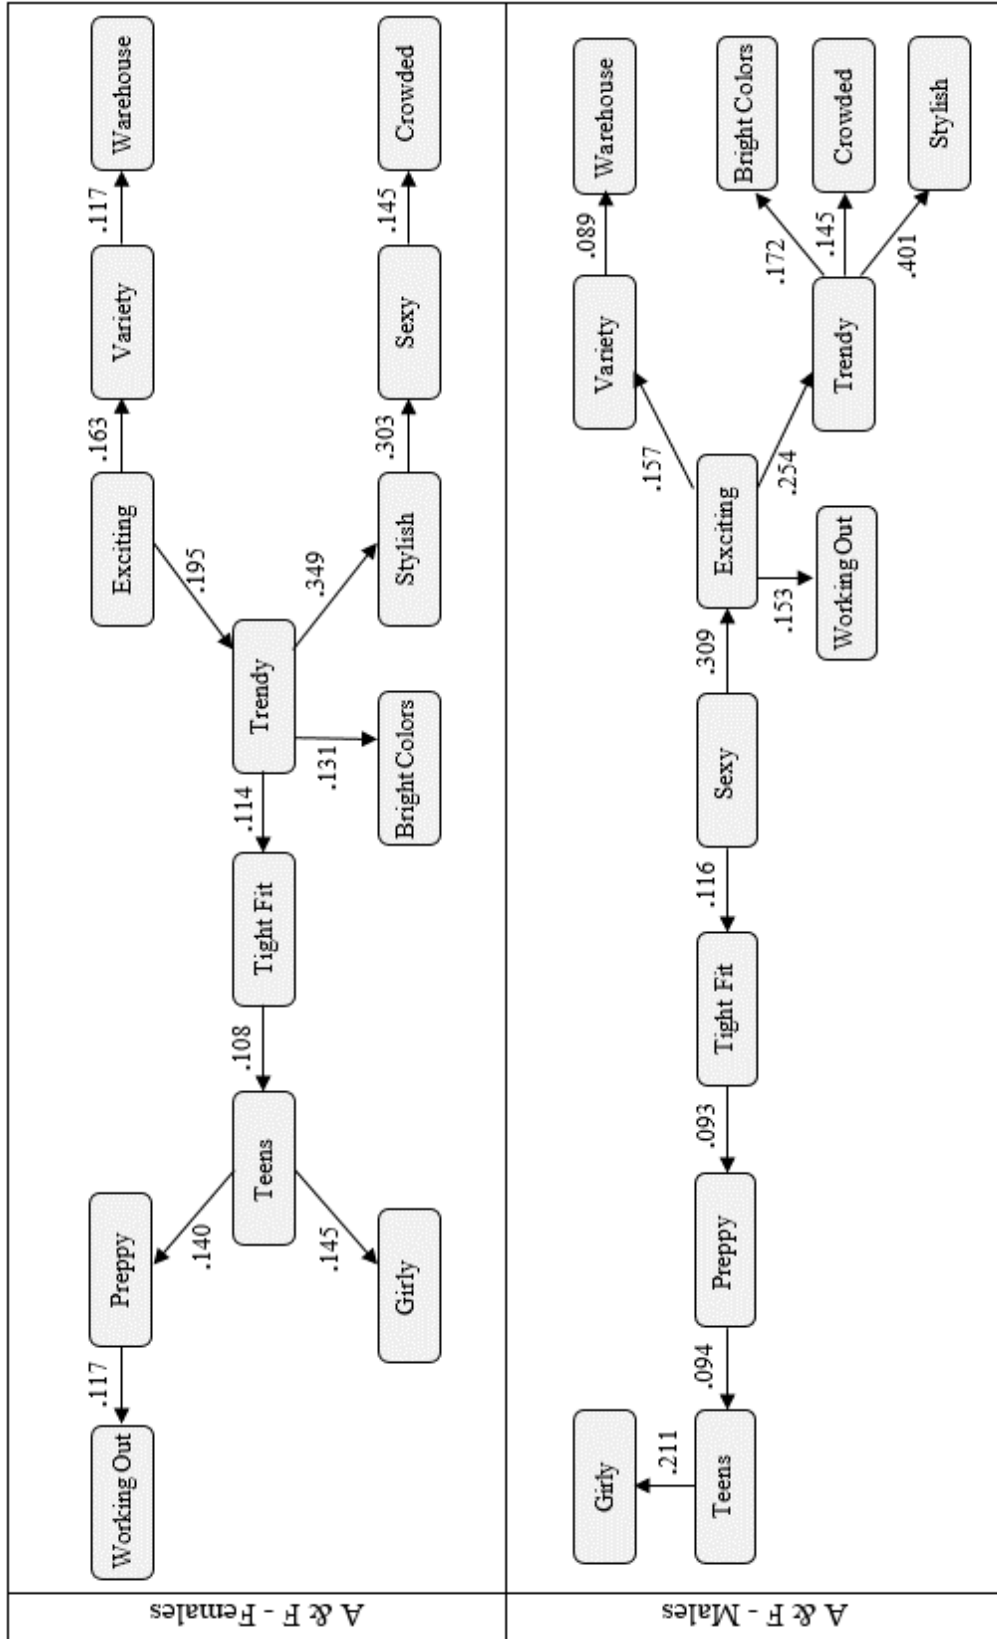 A & F - Females
Working Out
.117
Preppy
.140
Teens
.145
Girly
.108
Tight Fit
.114
Trendy
.131
Bright Colors
.195
.349
Exciting
.163
Variety
.117
Warehouse
Stylish
.303
Sexy
.145
Crowded
A & F - Males
Girly
.211
Teens
.094
Preppy
.093
Tight Fit
.116
Sexy
.309
Exciting
.153
Working Out
.157
.254
Variety
.089
Warehouse
Trendy
.172
.145
.401
Bright Colors
Crowded
Stylish